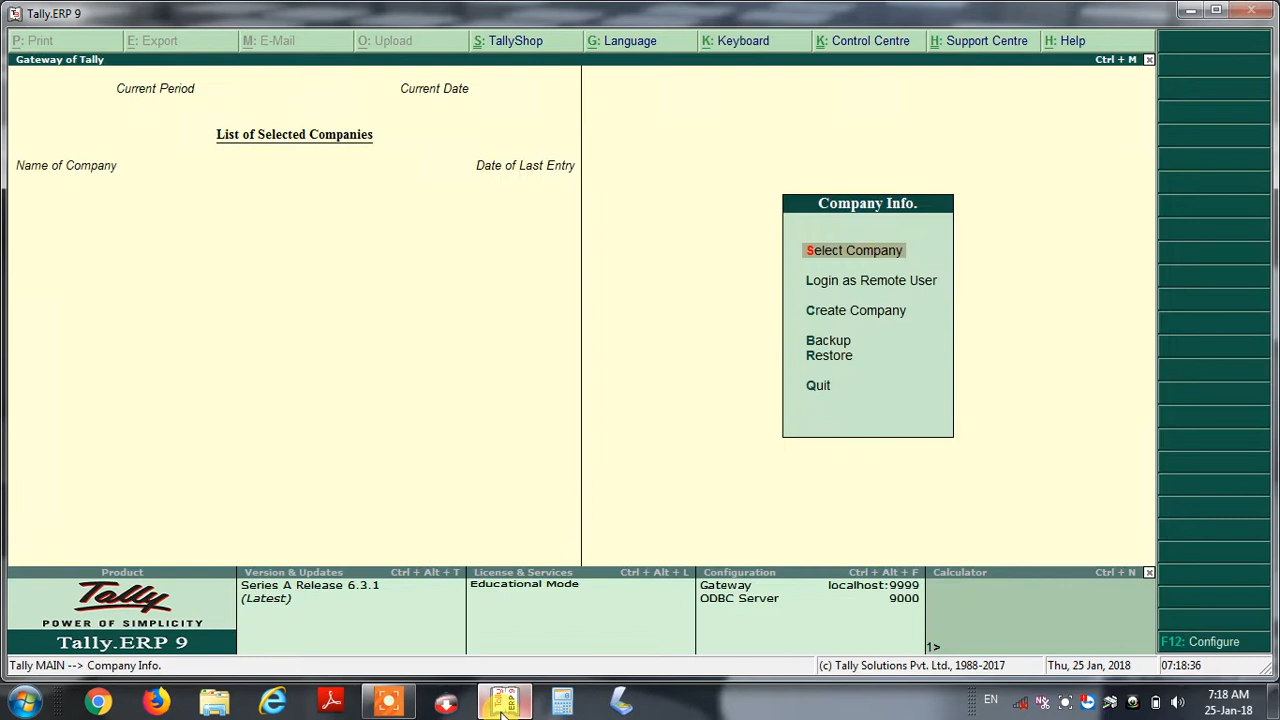 Tally.ERP 9
P: Print E: Export M: E-Mail O: Upload S: TallyShop G: Language K: Keyboard K: Control Centre H: Support Centre H: Help
Gateway of Tally Ctrl + M
Current Period Current Date
List of Selected Companies
Name of Company Date of Last Entry
Company Info.
Select Company
Login as Remote User
Create Company
Backup
Restore
Quit
Product Version & Updates Ctrl + Alt + T License & Services Ctrl + Alt + L Configuration Ctrl + Alt + F Calculator Ctrl + N
Tally
POWER OF SIMPLICITY
Tally.ERP 9
Series A Release 6.3.1
(Latest)
Educational Mode
Gateway localhost:9999
ODBC Server 9000
1>
F12: Configure
Tally MAIN --> Company Info. (c) Tally Solutions Pvt. Ltd., 1988-2017 Thu, 25 Jan, 2018 07:18:36
EN
7:18 AM
25-Jan-18